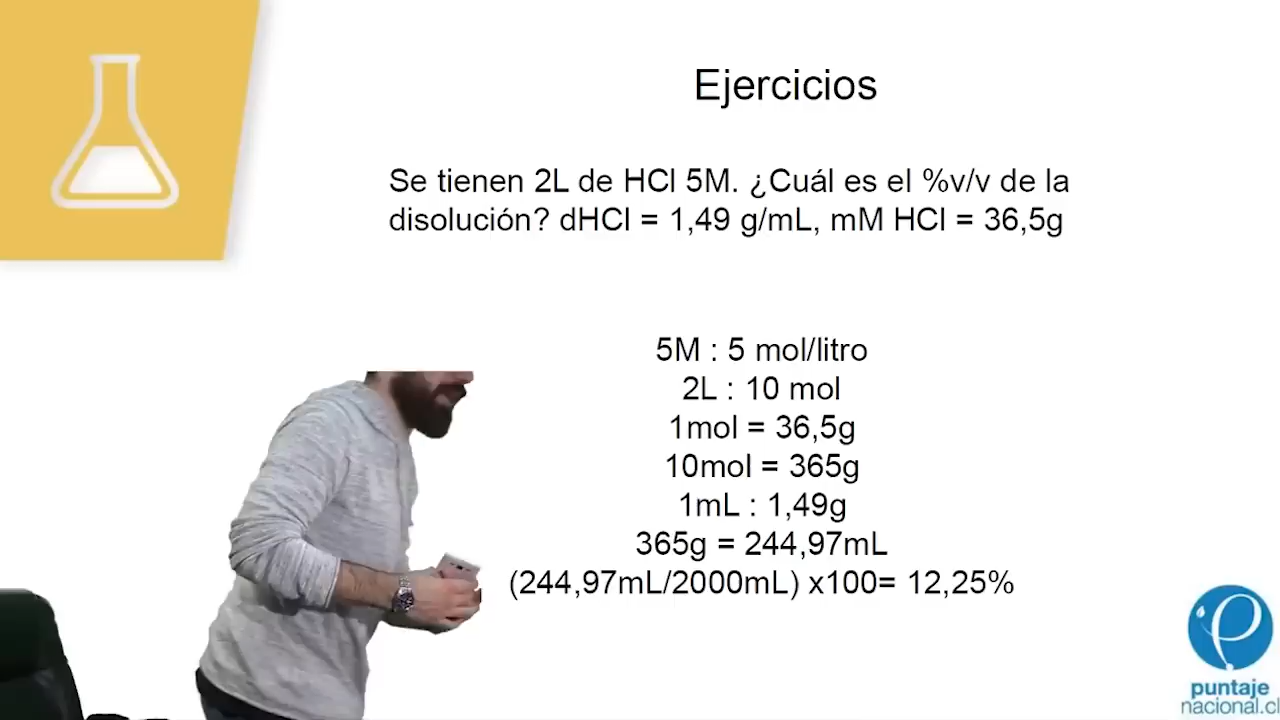 Ejercicios
Se tienen 2L de HCl 5M. ¿Cuál es el %v/v de la
disolución? dHCl = 1,49 g/mL, mM HCl = 36,5g
5M : 5 mol/litro
2L : 10 mol
1mol = 36,5g
10mol = 365g
1mL : 1,49g
365g = 244,97mL
(244,97mL/2000mL) x100= 12,25%
puntaje
nacional.cl